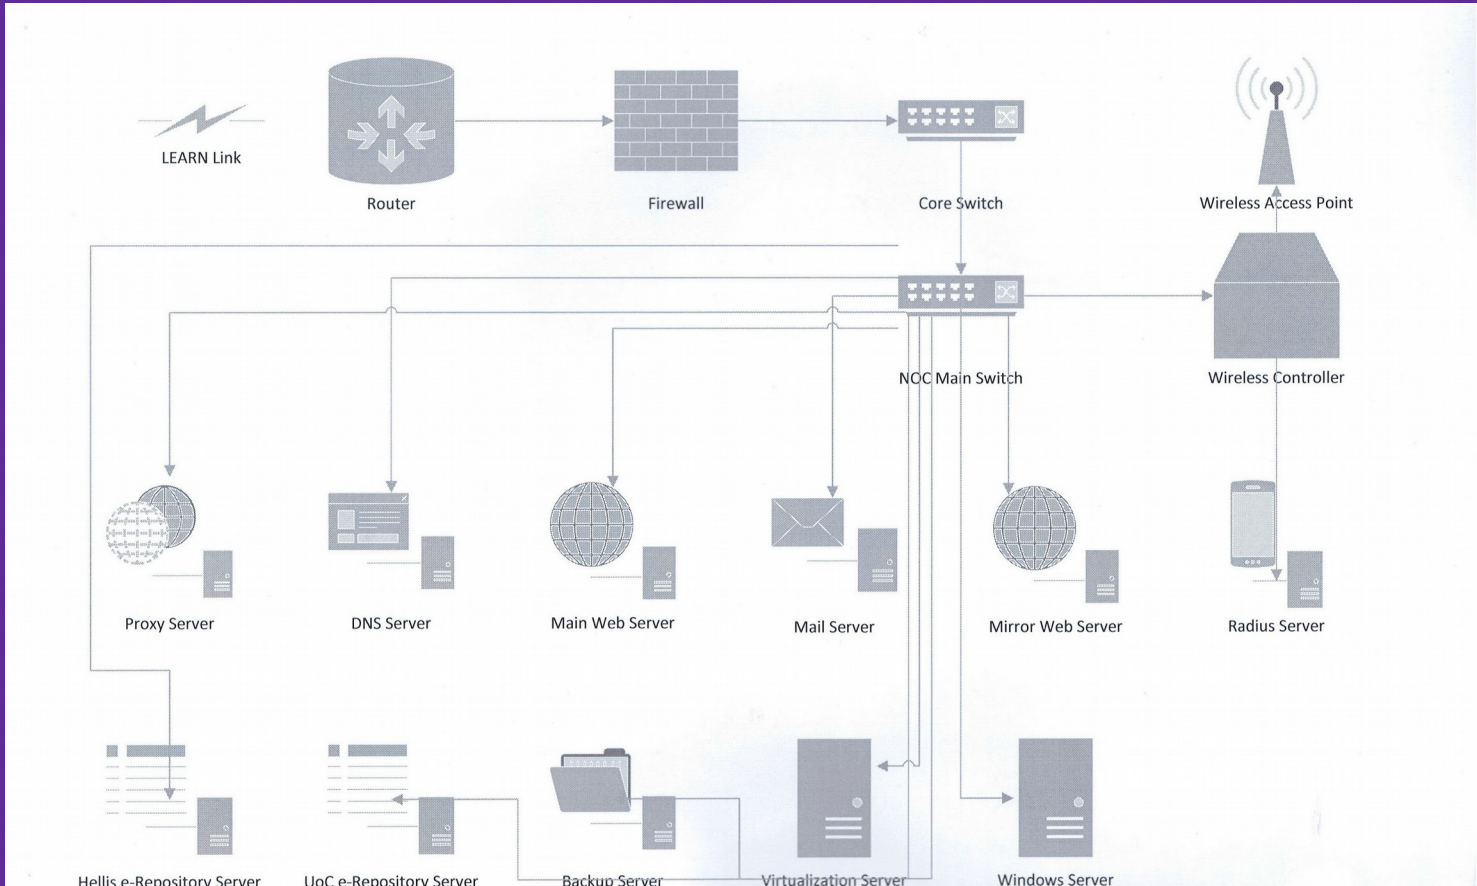 LEARN Link
Router
Firewall
Core Switch
Wireless Access Point
NOC Main Switch
Wireless Controller
Proxy Server
DNS Server
Main Web Server
Mail Server
Mirror Web Server
Radius Server
Hellis e-Repository Server
UoC e-Repository Server
Backup Server
Virtualization Server
Windows Server